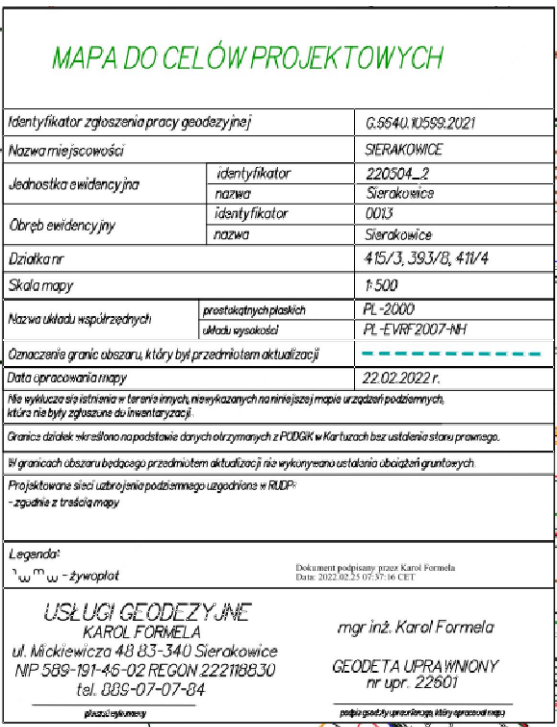 MAPA DO CELÓW PROJEKTOWYCH
Identyfikator zgłoszenia pracy geodezyjnej G.6640.10599.2021
Nazwa miejscowości SIERAKOWICE
Jednostka ewidencyjna identyfikator 220504_2
nazwa Sierakowice
Obręb ewidencyjny identyfikator 0013
nazwa Sierakowice
Działka nr 415/3, 393/8, 411/4
Skala mapy 1:500
Nazwa układu współrzędnych prostokątnych płaskich PL-2000
układu wysokości PL-EVRF2007-NH
Oznaczenie granic obszaru, który był przedmiotem aktualizacji
Data opracowania mapy 22.02.2022 r.
Nie wyklucza się istnienia w terenie innych, niewykazanych na niniejszej mapie urządzeń podziemnych,
które nie były zgłoszone do inwentaryzacji.
Granice działek określono na podstawie danych otrzymanych z PODGiK w Kartuzach bez ustalenia stanu prawnego.
W granicach obszaru będącego przedmiotem aktualizacji nie wykonywano ustalania obciążeń gruntowych.
Projektowane sieci uzbrojenia podziemnego uzgodnione w RUDP:
- zgodnie z treścią mapy
Legenda:
- żywopłot
Dokument podpisany przez Karol Formela
Data: 2022.02.25 07:37:16 CET
USŁUGI GEODEZYJNE
KAROL FORMELA
ul. Mickiewicza 48 83-340 Sierakowice
NIP 589-191-45-02 REGON 222118830
tel. 889-07-07-84
pieczęć wykonawcy
mgr inż. Karol Formela
GEODETA UPRAWNIONY
nr upr. 22601
podpis geodety uprawnionego, który opracował mapę